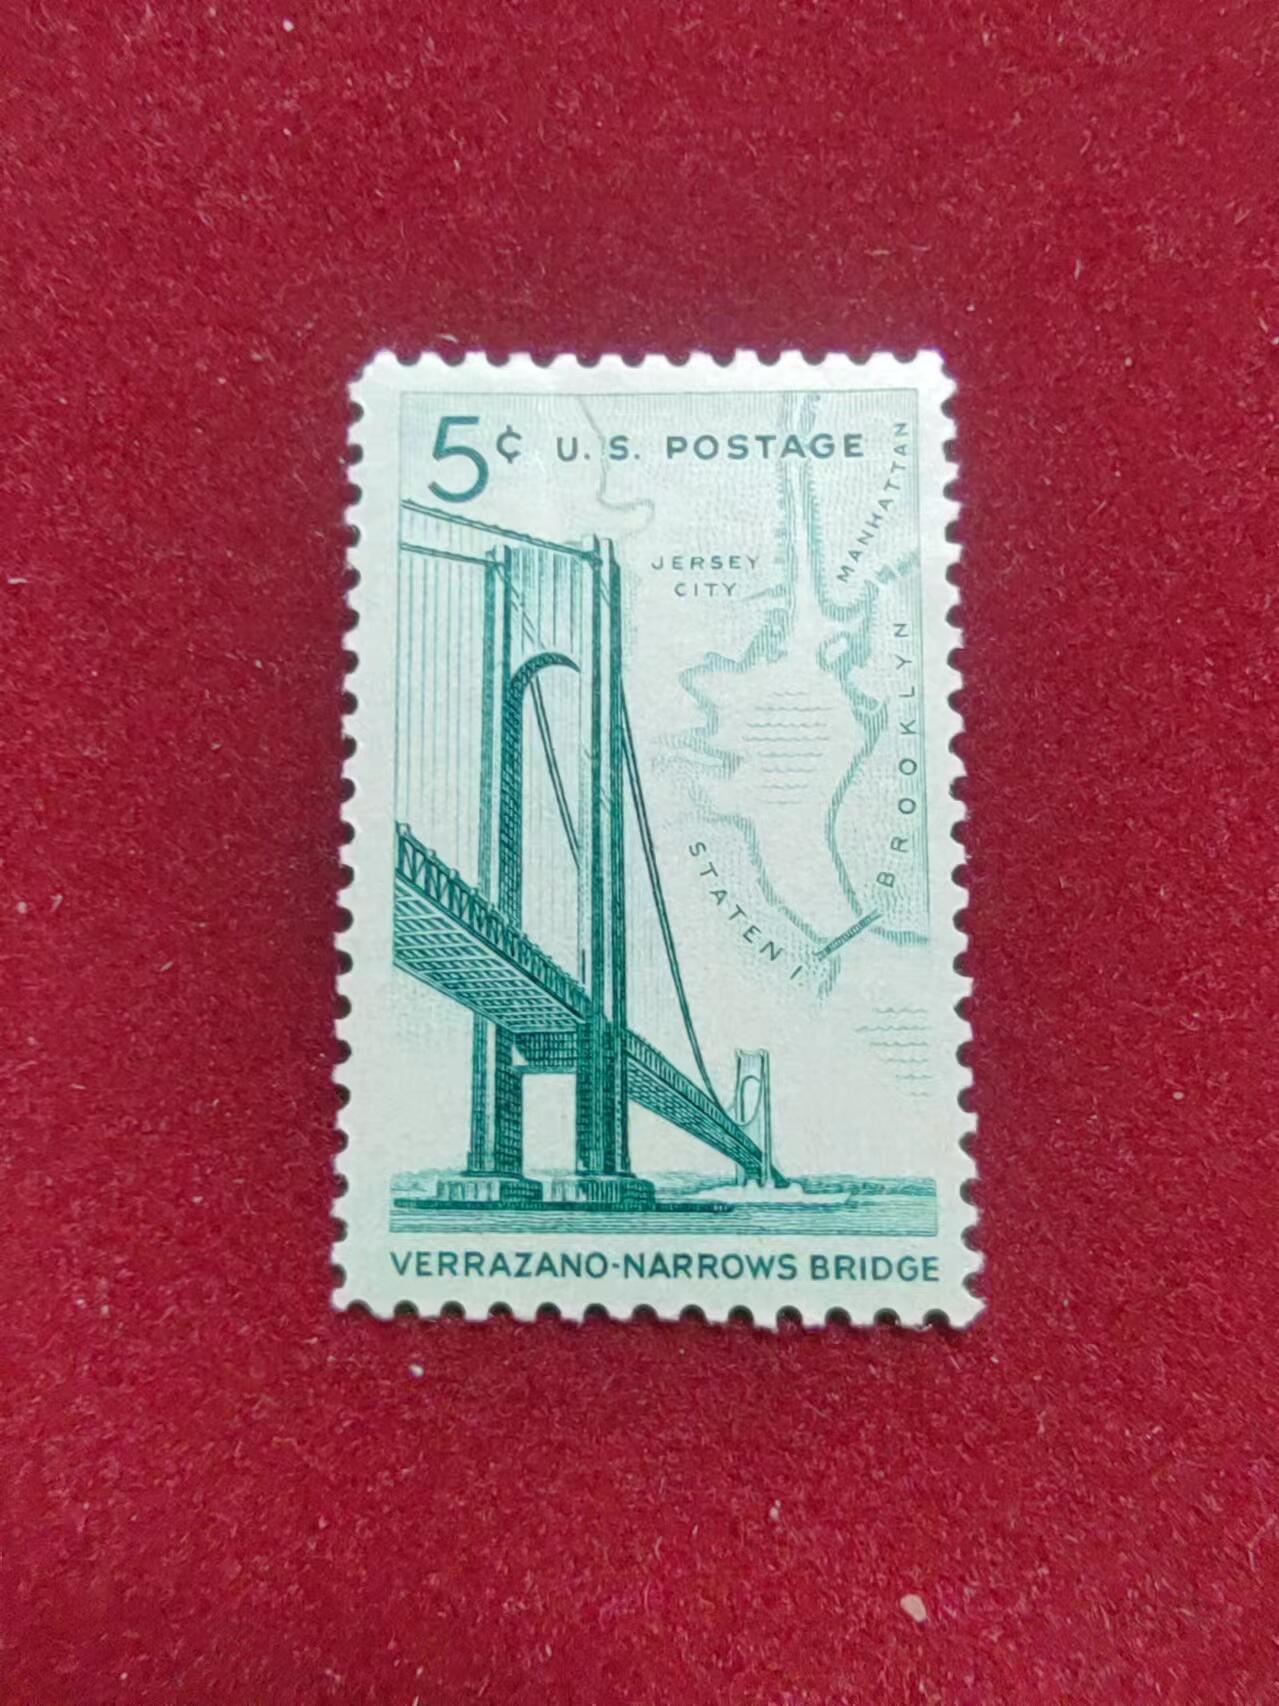 5¢ U.S. POSTAGE
MANHATTAN
JERSEY
CITY
BROOKLYN
STATEN I.
VERRAZANO-NARROWS BRIDGE